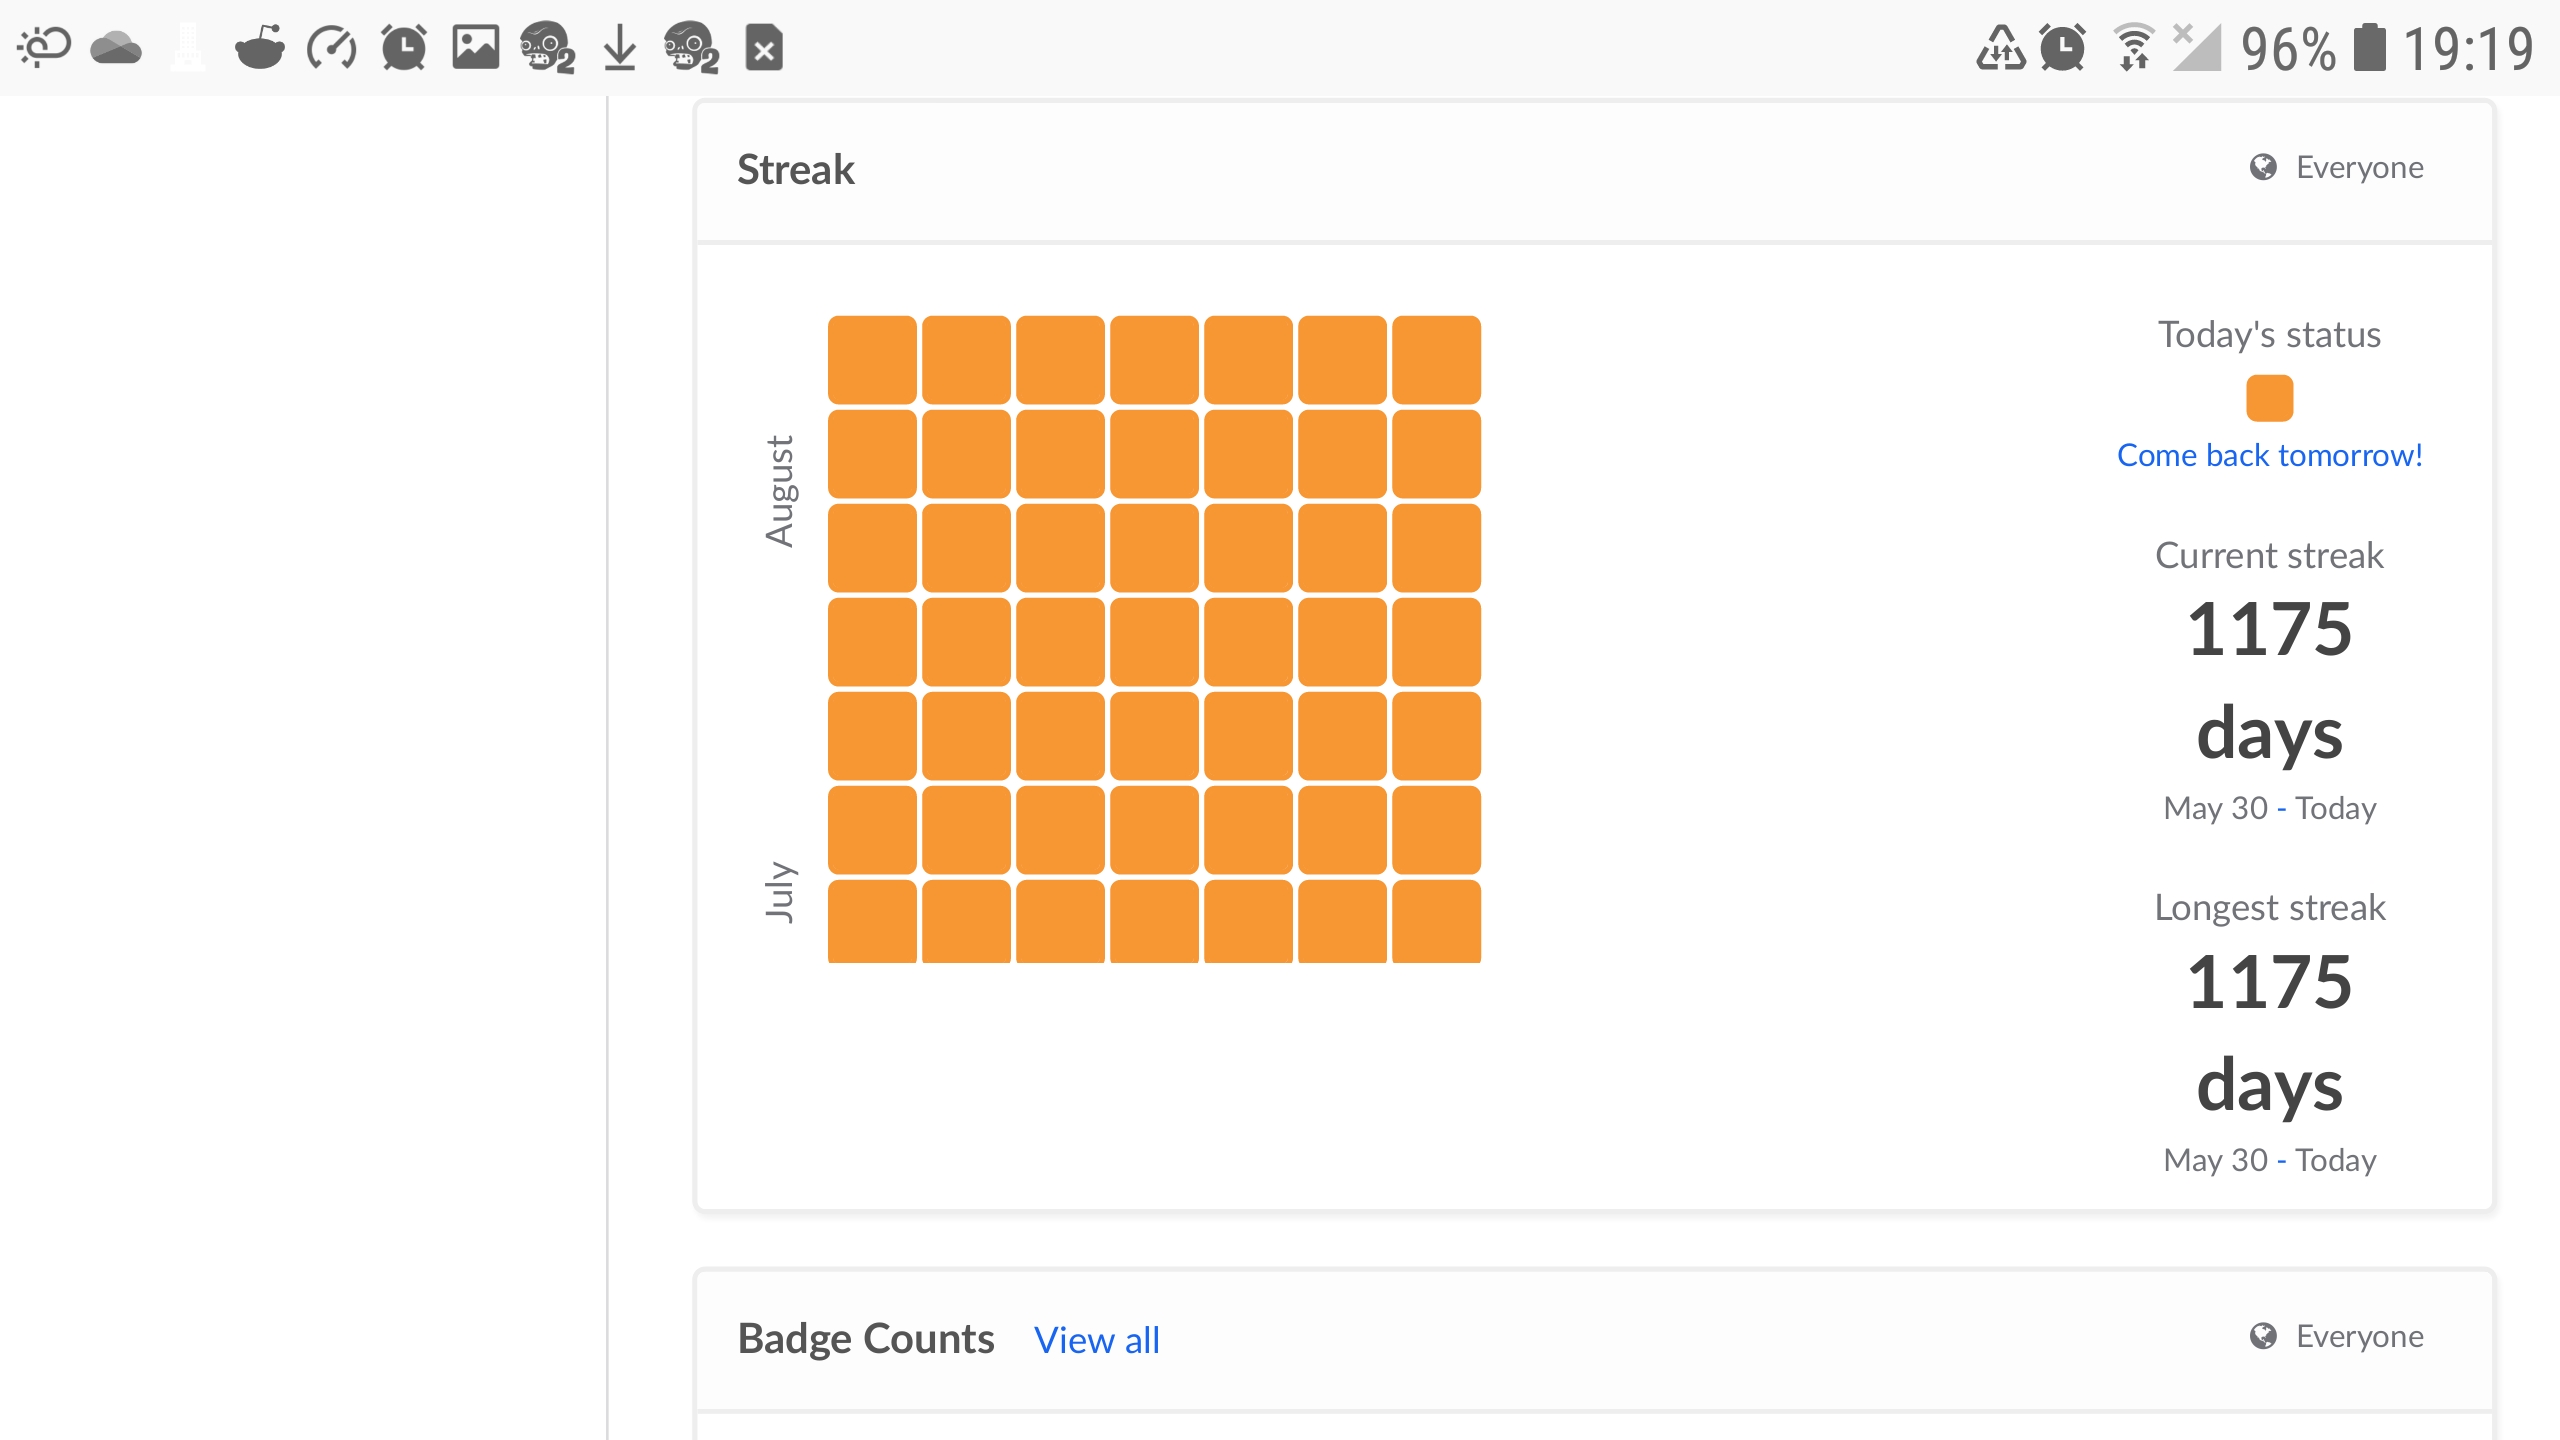 96% 19:19
Streak
Everyone
August
July
Today's status
Come back tomorrow!
Current streak
1175
days
May 30 - Today
Longest streak
1175
days
May 30 - Today
Badge Counts View all
Everyone